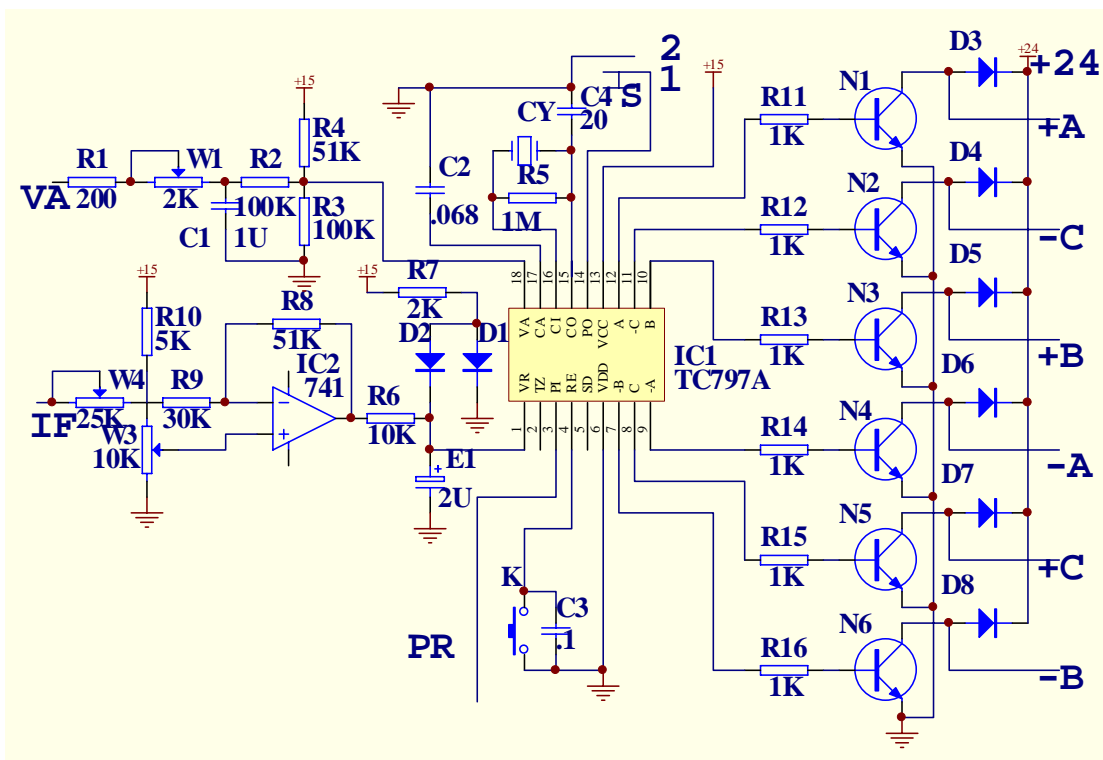 2
1
S
+15
+15
+24
+24
VA
R1
200
W1
2K
R2
100K
R4
51K
R3
100K
C1
1U
C2
.068
CY
C4
20
R5
1M
+15
+15
R10
5K
R8
51K
IC2
741
R7
2K
D2
D1
IF
W4
25K
R9
30K
W3
10K
R6
10K
E1
2U
18
17
16
15
14
13
12
11
10
VA
CA
CI
CO
PO
VCC
A
-C
B
VR
TZ
PI
RE
SD
VDD
-B
C
-A
1
2
3
4
5
6
7
8
9
IC1
TC797A
K
C3
.1
PR
R11
1K
N1
D3
+A
R12
1K
N2
D4
-C
R13
1K
N3
D5
+B
R14
1K
N4
D6
-A
R15
1K
N5
D7
+C
R16
1K
N6
D8
-B